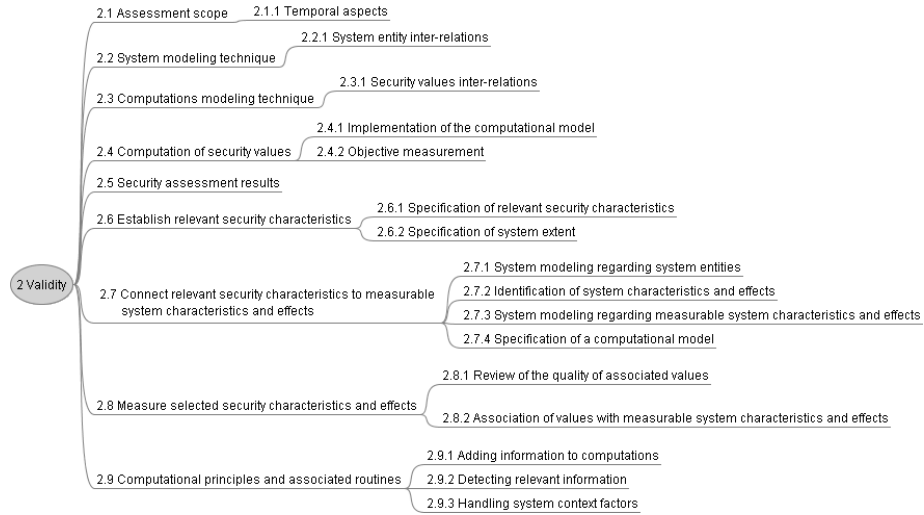 2 Validity
2.1 Assessment scope
2.1.1 Temporal aspects
2.2 System modeling technique
2.2.1 System entity inter-relations
2.3 Computations modeling technique
2.3.1 Security values inter-relations
2.4 Computation of security values
2.4.1 Implementation of the computational model
2.4.2 Objective measurement
2.5 Security assessment results
2.6 Establish relevant security characteristics
2.6.1 Specification of relevant security characteristics
2.6.2 Specification of system extent
2.7 Connect relevant security characteristics to measurable
system characteristics and effects
2.7.1 System modeling regarding system entities
2.7.2 Identification of system characteristics and effects
2.7.3 System modeling regarding measurable system characteristics and effects
2.7.4 Specification of a computational model
2.8 Measure selected security characteristics and effects
2.8.1 Review of the quality of associated values
2.8.2 Association of values with measurable system characteristics and effects
2.9 Computational principles and associated routines
2.9.1 Adding information to computations
2.9.2 Detecting relevant information
2.9.3 Handling system context factors